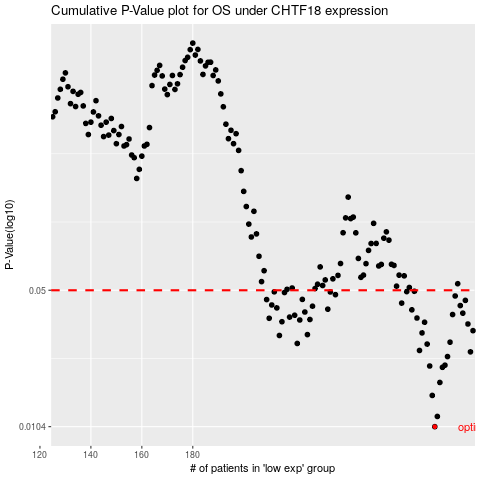 Cumulative P-Value plot for OS under CHTF18 expression
P-Value(log10)
0.05
0.0104
opti
120 140 160 180
# of patients in 'low exp' group